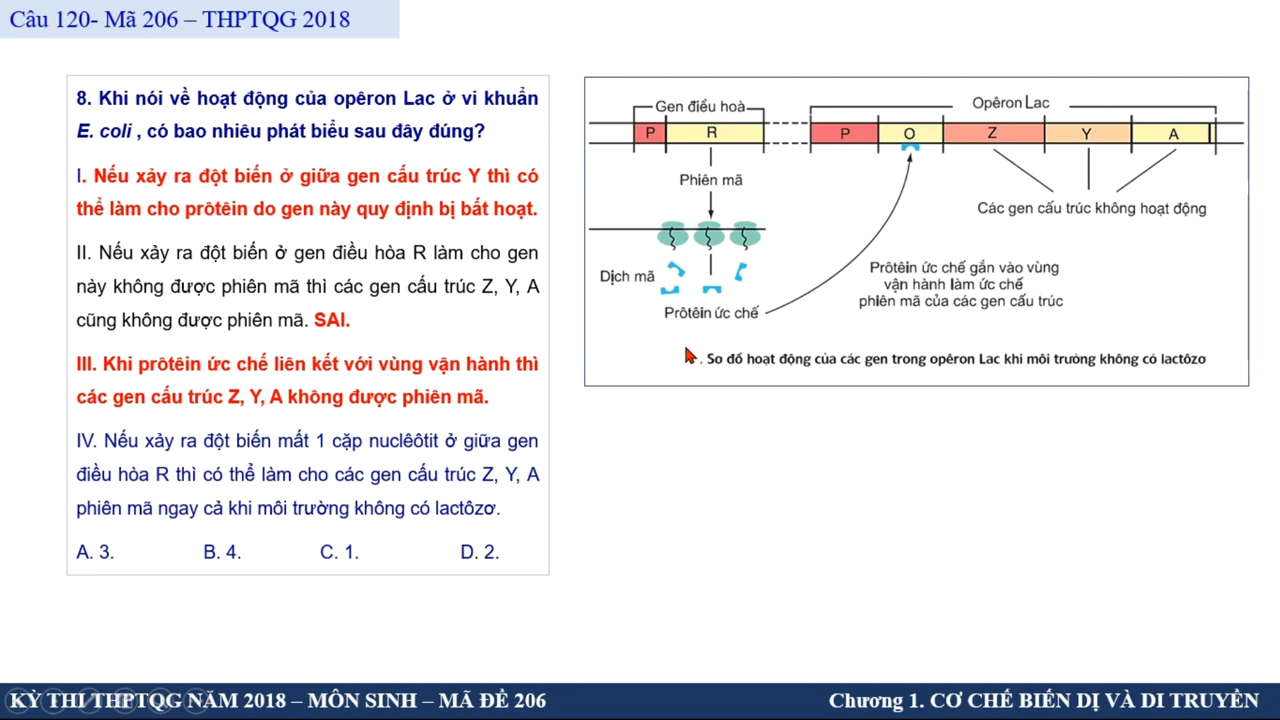 Câu 120- Mã 206 – THPTQG 2018
8. Khi nói về hoạt động của opêron Lac ở vi khuẩn
E. coli , có bao nhiêu phát biểu sau đây đúng?
I. Nếu xảy ra đột biến ở giữa gen cấu trúc Y thì có
thể làm cho prôtêin do gen này quy định bị bất hoạt.
II. Nếu xảy ra đột biến ở gen điều hòa R làm cho gen
này không được phiên mã thì các gen cấu trúc Z, Y, A
cũng không được phiên mã. SAI.
III. Khi prôtêin ức chế liên kết với vùng vận hành thì
các gen cấu trúc Z, Y, A không được phiên mã.
IV. Nếu xảy ra đột biến mất 1 cặp nuclêôtit ở giữa gen
điều hòa R thì có thể làm cho các gen cấu trúc Z, Y, A
phiên mã ngay cả khi môi trường không có lactôzơ.
A. 3. B. 4. C. 1. D. 2.
Gen điều hoà
Opêron Lac
P R P O Z Y A
Phiên mã
Các gen cấu trúc không hoạt động
Dịch mã
Prôtêin ức chế
Prôtêin ức chế gắn vào vùng
vận hành làm ức chế
phiên mã của các gen cấu trúc
. Sơ đồ hoạt động của các gen trong opêron Lac khi môi trường không có lactôzơ
KỲ THI THPTQG NĂM 2018 – MÔN SINH – MÃ ĐỀ 206
Chương 1. CƠ CHẾ BIẾN DỊ VÀ DI TRUYỀN